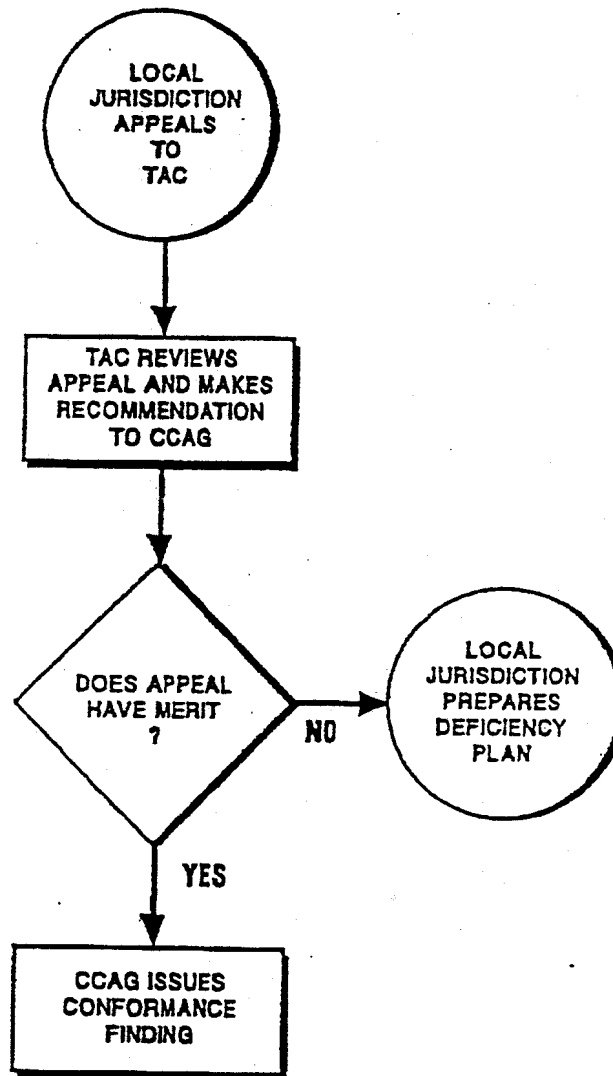 LOCAL
JURISDICTION
APPEALS
TO
TAC
TAC REVIEWS
APPEAL AND MAKES
RECOMMENDATION
TO CCAG
DOES APPEAL
HAVE MERIT
?
NO
LOCAL
JURISDICTION
PREPARES
DEFICIENCY
PLAN
YES
CCAG ISSUES
CONFORMANCE
FINDING